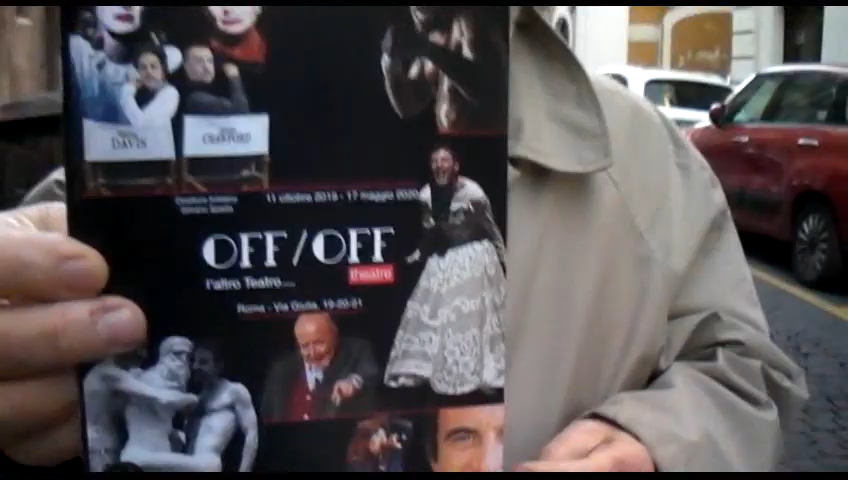 DAVIS
CRAWFORD
11 ottobre 2019 - 17 maggio 2020
OFF/OFF
theatre
l'altro Teatro....
Roma - Via Giulia, 19-20-21